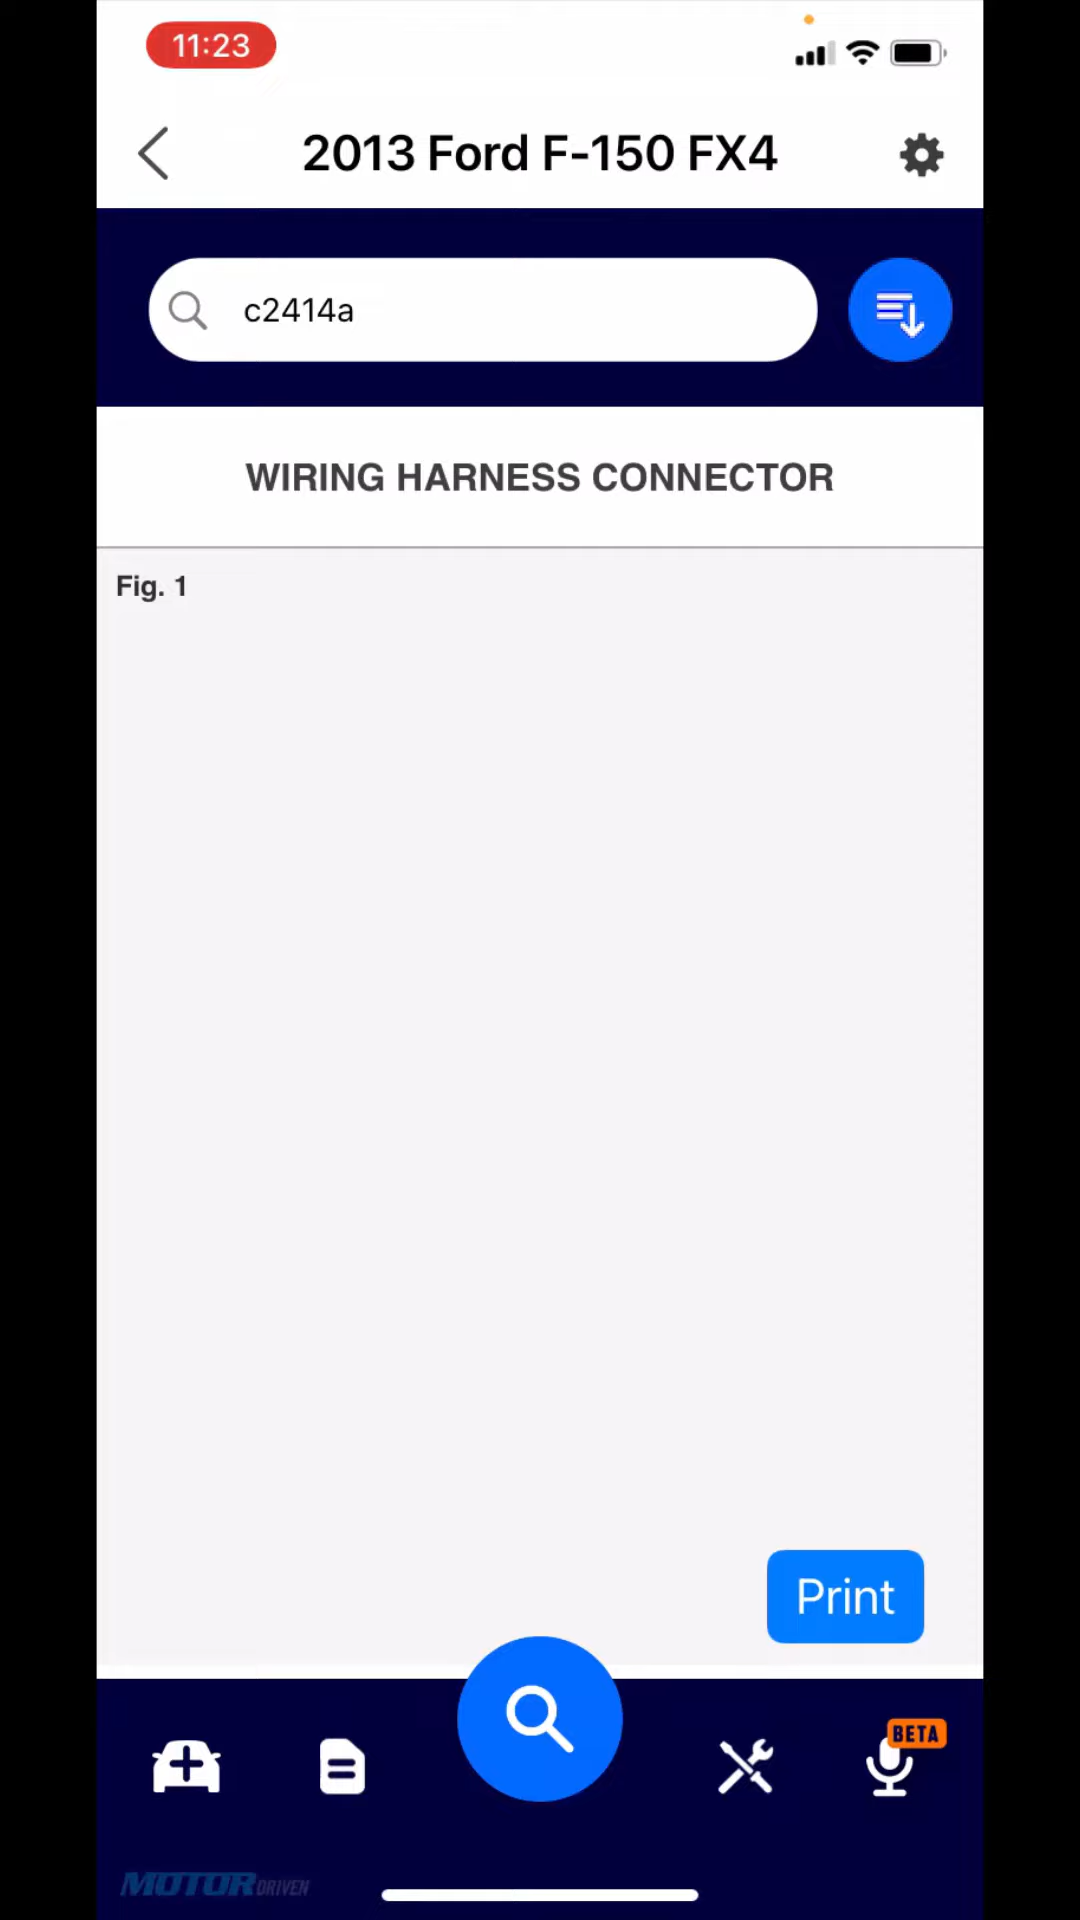 11:23
2013 Ford F-150 FX4
c2414a
WIRING HARNESS CONNECTOR
Fig. 1
Print
BETA
MOTOR DRIVEN